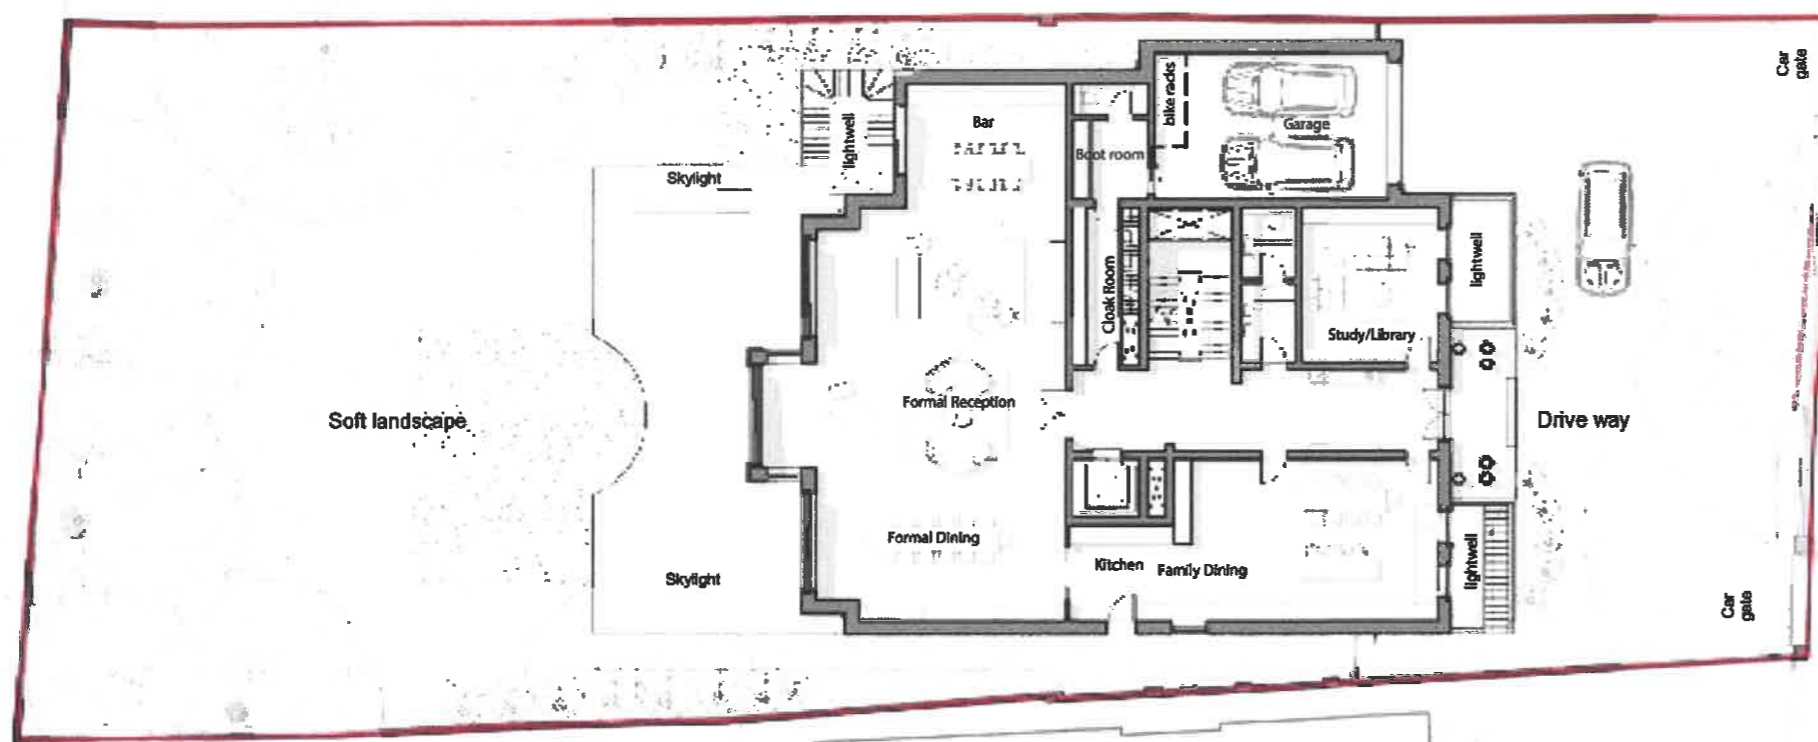 Car
gate
bike racks
Garage
Bar
lightwell
Boot room
Skylight
Cloak Room
lightwell
Study/Library
Formal Reception
Soft landscape
Drive way
Formal Dining
Kitchen
Family Dining
lightwell
Skylight
Car
gate